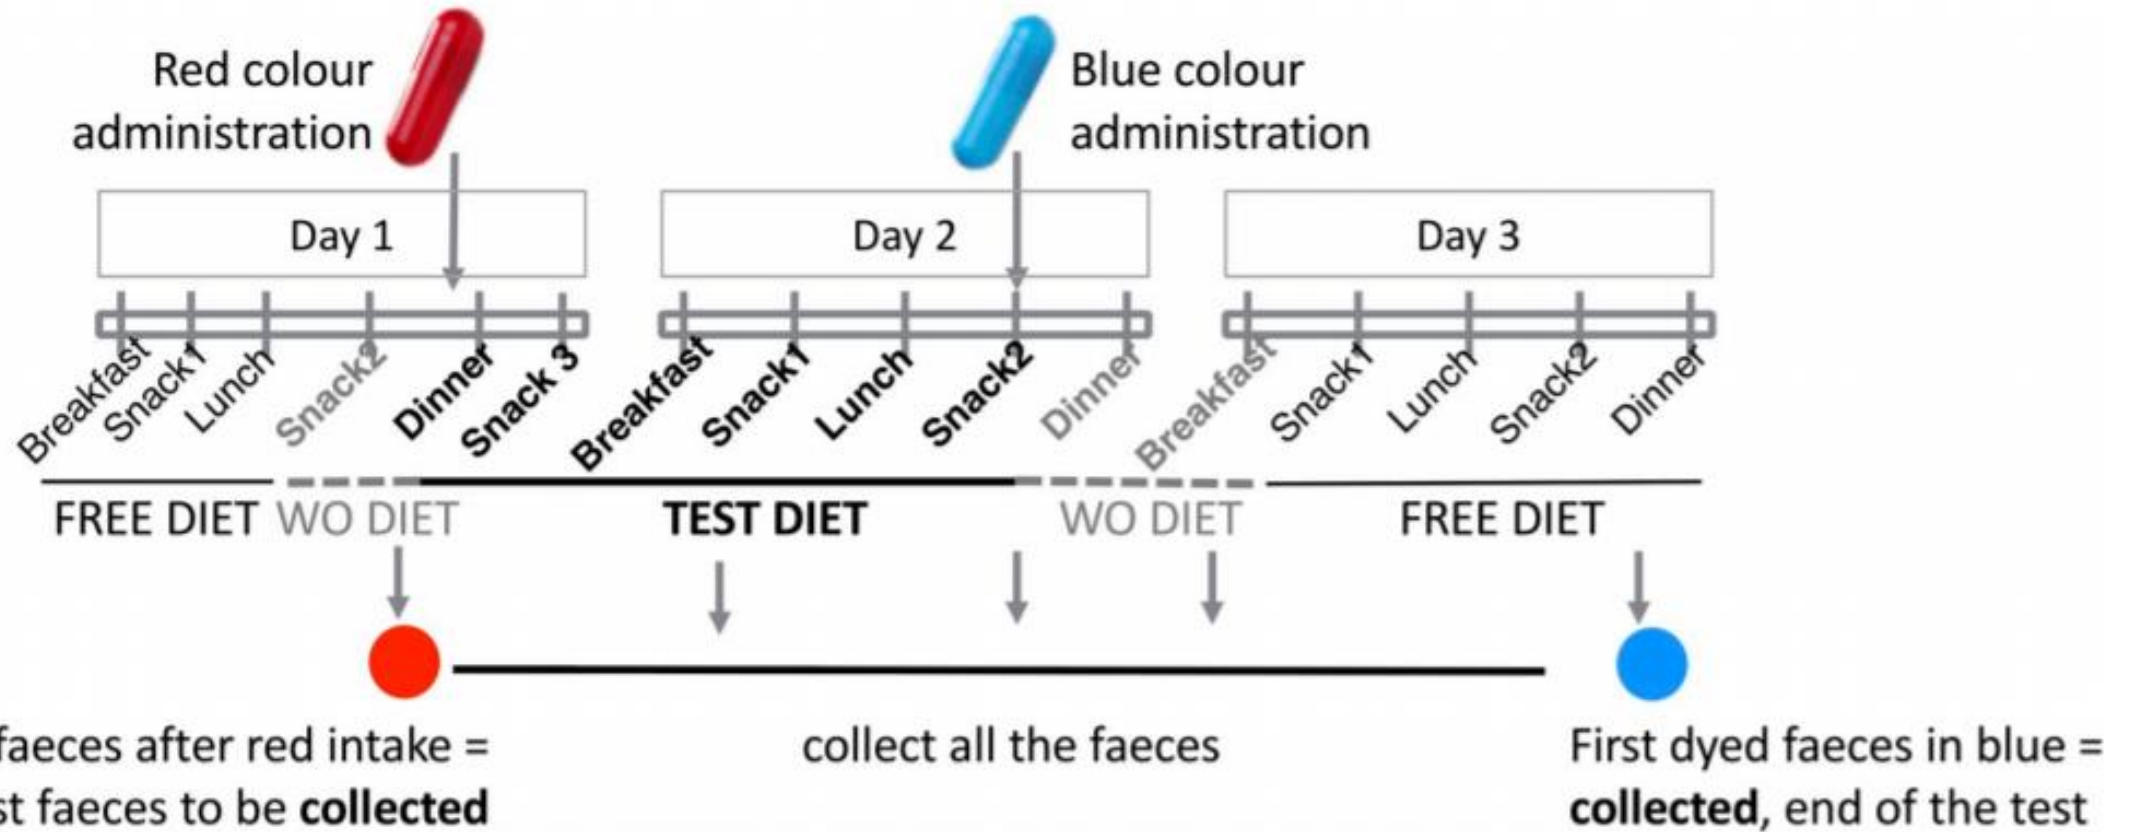 Red colour
administration
Blue colour
administration
Day 1
Day 2
Day 3
Breakfast
Snack1
Lunch
Snack2
Dinner
Snack 3
Breakfast
Snack1
Lunch
Snack2
Dinner
Breakfast
Snack1
Lunch
Snack2
Dinner
FREE DIET
WO DIET
TEST DIET
WO DIET
FREE DIET
faeces after red intake =
st faeces to be collected
collect all the faeces
First dyed faeces in blue =
collected, end of the test